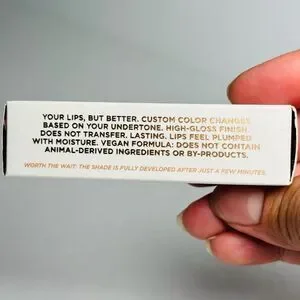 YOUR LIPS, BUT BETTER. CUSTOM COLOR CHANGES
BASED ON YOUR UNDERTONE. HIGH-GLOSS FINISH.
DOES NOT TRANSFER. LASTING. LIPS FEEL PLUMPED
WITH MOISTURE. VEGAN FORMULA: DOES NOT CONTAIN
ANIMAL-DERIVED INGREDIENTS OR BY-PRODUCTS.
WORTH THE WAIT: THE SHADE IS FULLY DEVELOPED AFTER JUST A FEW MINUTES.